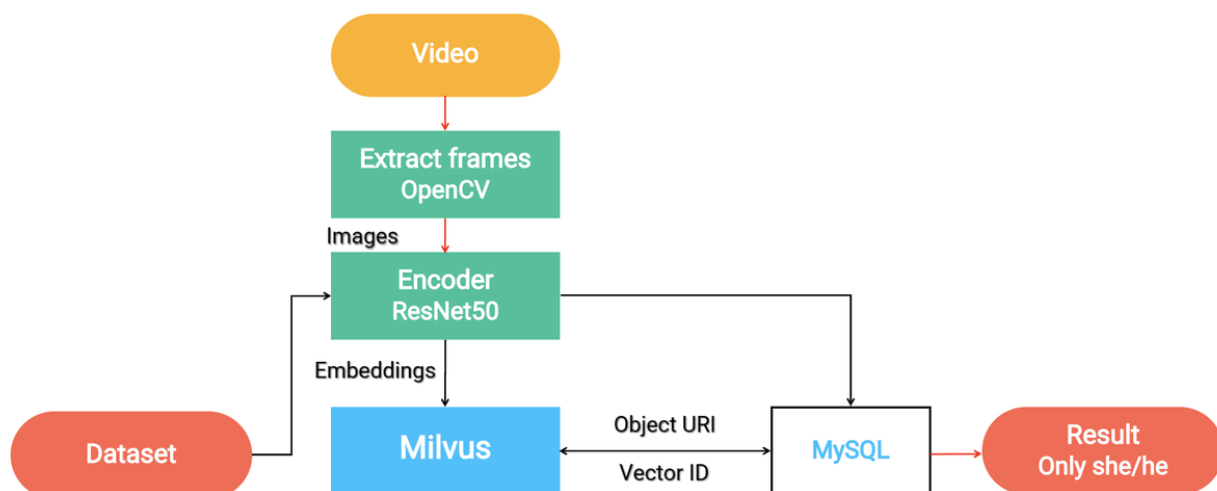 Video
Extract frames
OpenCV
Images
Encoder
ResNet50
Embeddings
Dataset
Milvus
Object URI
Vector ID
MySQL
Result
Only she/he